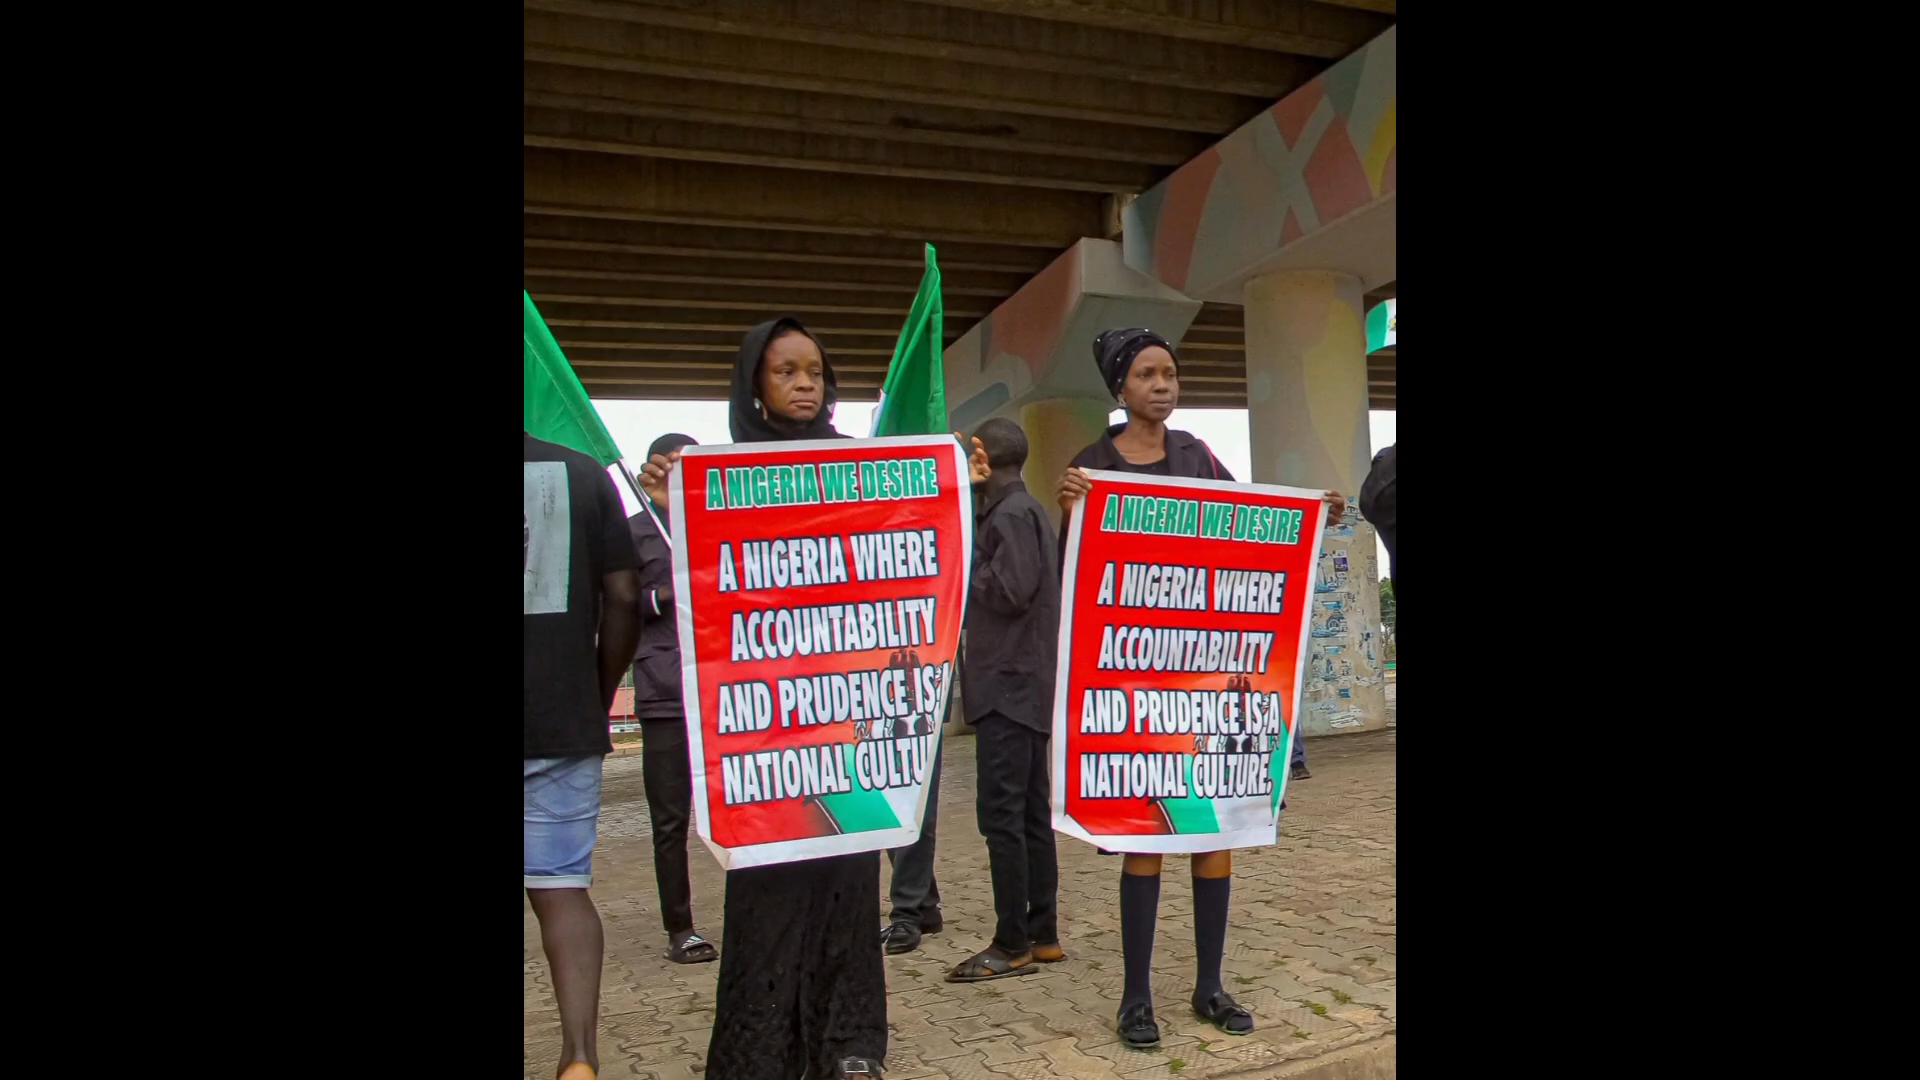 A NIGERIA WE DESIRE
A NIGERIA WHERE
ACCOUNTABILITY
AND PRUDENCE IS A
NATIONAL CULTU
A NIGERIA WE DESIRE
A NIGERIA WHERE
ACCOUNTABILITY
AND PRUDENCE IS A
NATIONAL CULTURE.